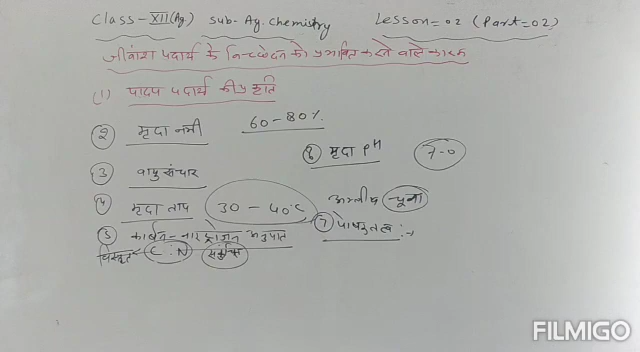 Class - XII (Ag.) Sub- Ag. Chemistry Lesson = 02 (Part=02)
जीवांश पदार्थ के विच्छेदन को प्रभावित करने वाले कारक
(1) पादप पदार्थ की प्रकृति
(2) मृदा नमी 60-80%
(6) मृदा PH 7-0
(3) वायु संचार
(4) मृदा ताप 30 - 40°C
अम्लीय - चूना
(5) कार्बन - नाइट्रोजन अनुपात
(7) पोषक तत्व :-
विस्तृत C:N संकुचित
FILMIGO